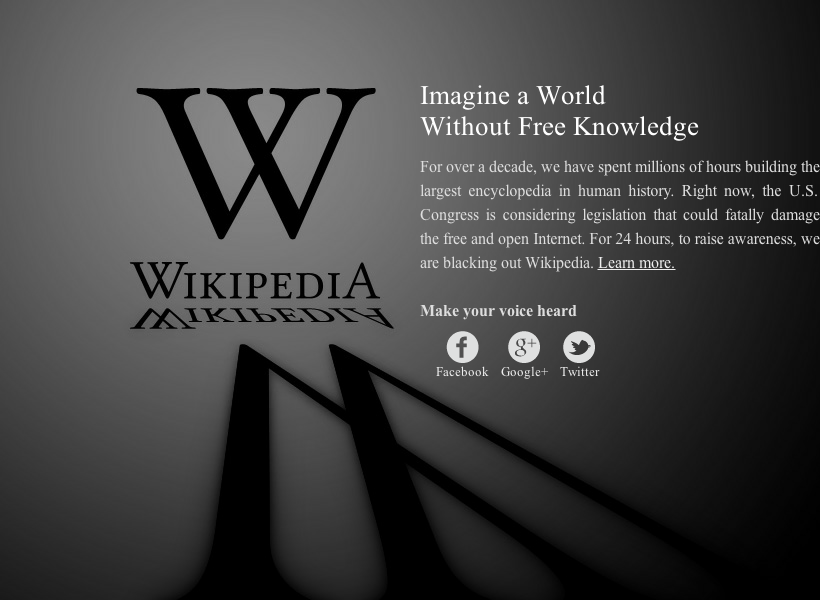 W
WIKIPEDIA
Imagine a World
Without Free Knowledge
For over a decade, we have spent millions of hours building the
largest encyclopedia in human history. Right now, the U.S.
Congress is considering legislation that could fatally damage
the free and open Internet. For 24 hours, to raise awareness, we
are blacking out Wikipedia. Learn more.
Make your voice heard
f g+
Facebook Google+ Twitter